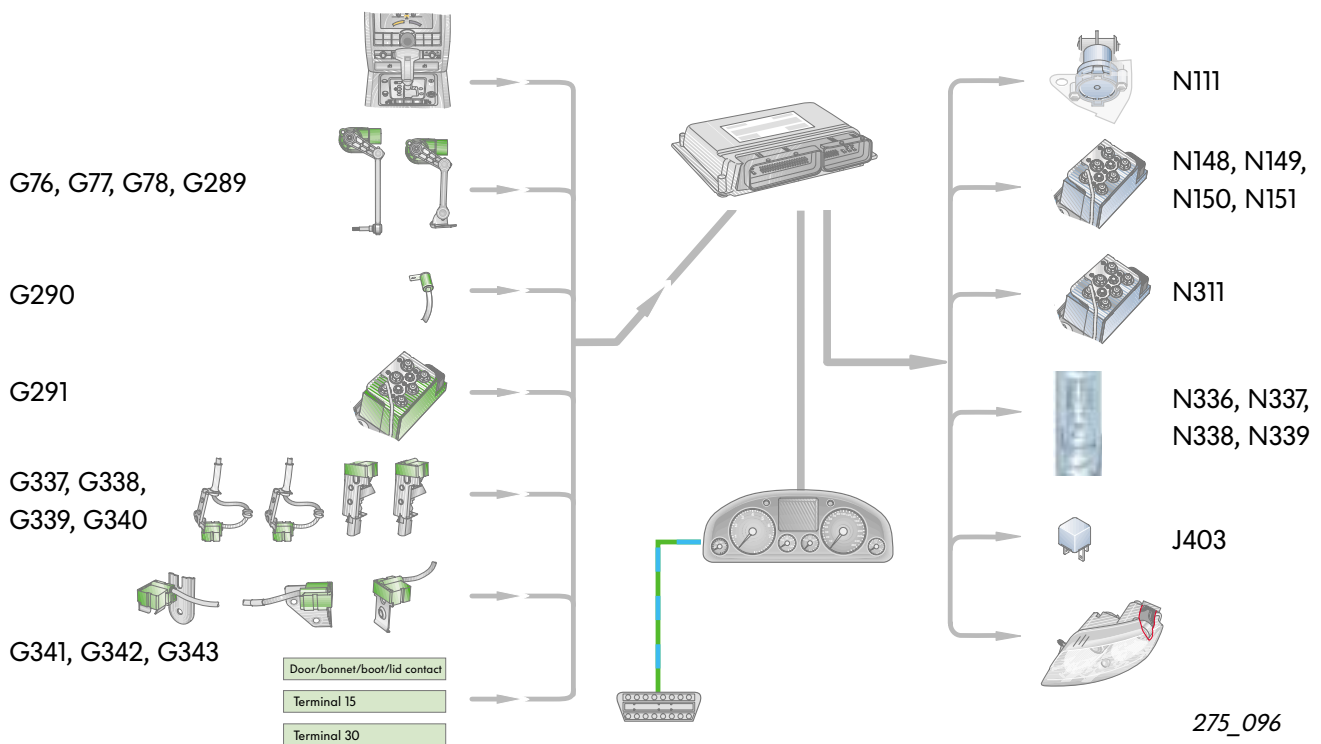 G76, G77, G78, G289
G290
G291
G337, G338,
G339, G340
G341, G342, G343
Door/bonnet/boot/lid contact
Terminal 15
Terminal 30
N111
N148, N149,
N150, N151
N311
N336, N337,
N338, N339
J403
275_096